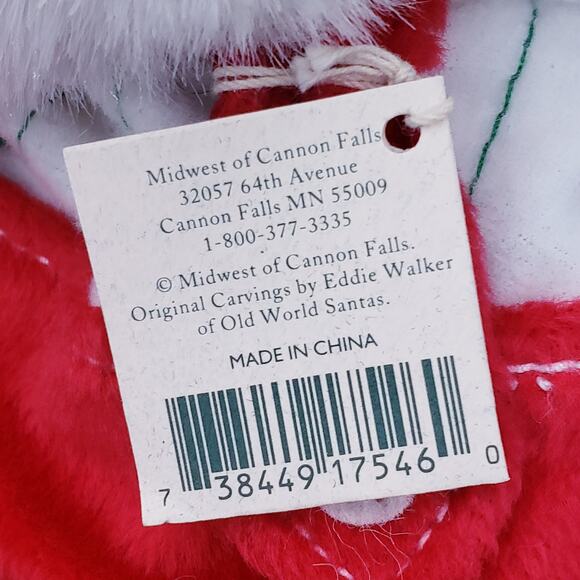 Midwest of Cannon Falls
32057 64th Avenue
Cannon Falls MN 55009
1-800-377-3335
© Midwest of Cannon Falls.
Original Carvings by Eddie Walker
of Old World Santas.
MADE IN CHINA
7 38449 17546 0